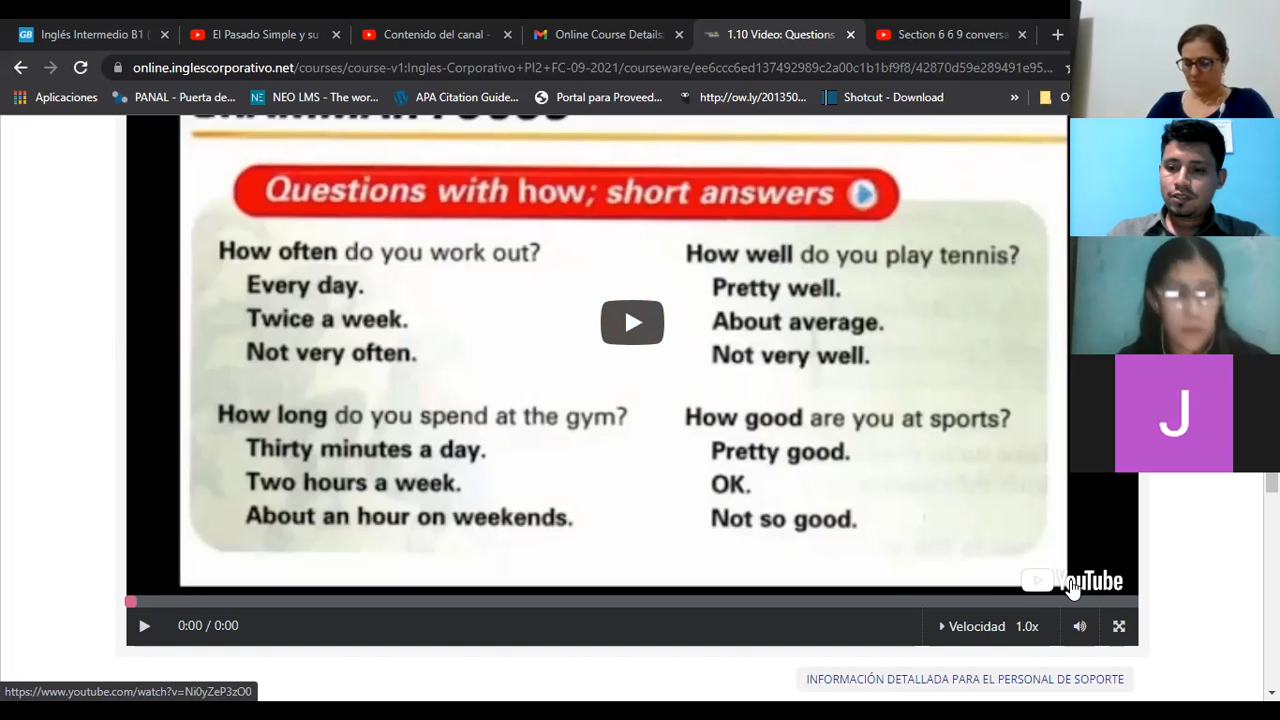 Inglés Intermedio B1 (
El Pasado Simple y su
Contenido del canal -
Online Course Details:
1.10 Video: Questions
Section 6 6 9 conversa
online.inglescorporativo.net/courses/course-v1:Ingles-Corporativo+PI2+FC-09-2021/courseware/ee6ccc6ed137492989c2a00c1b1bf9f8/42870d59e289491e95...
Aplicaciones
PANAL - Puerta de...
NEO LMS - The wor...
APA Citation Guide...
Portal para Proveed...
http://ow.ly/201350...
Shotcut - Download
»
Questions with how; short answers
How often do you work out?
Every day.
Twice a week.
Not very often.
How long do you spend at the gym?
Thirty minutes a day.
Two hours a week.
About an hour on weekends.
How well do you play tennis?
Pretty well.
About average.
Not very well.
How good are you at sports?
Pretty good.
OK.
Not so good.
YouTube
0:00 / 0:00
Velocidad 1.0x
INFORMACIÓN DETALLADA PARA EL PERSONAL DE SOPORTE
https://www.youtube.com/watch?v=Ni0yZeP3zO0
J